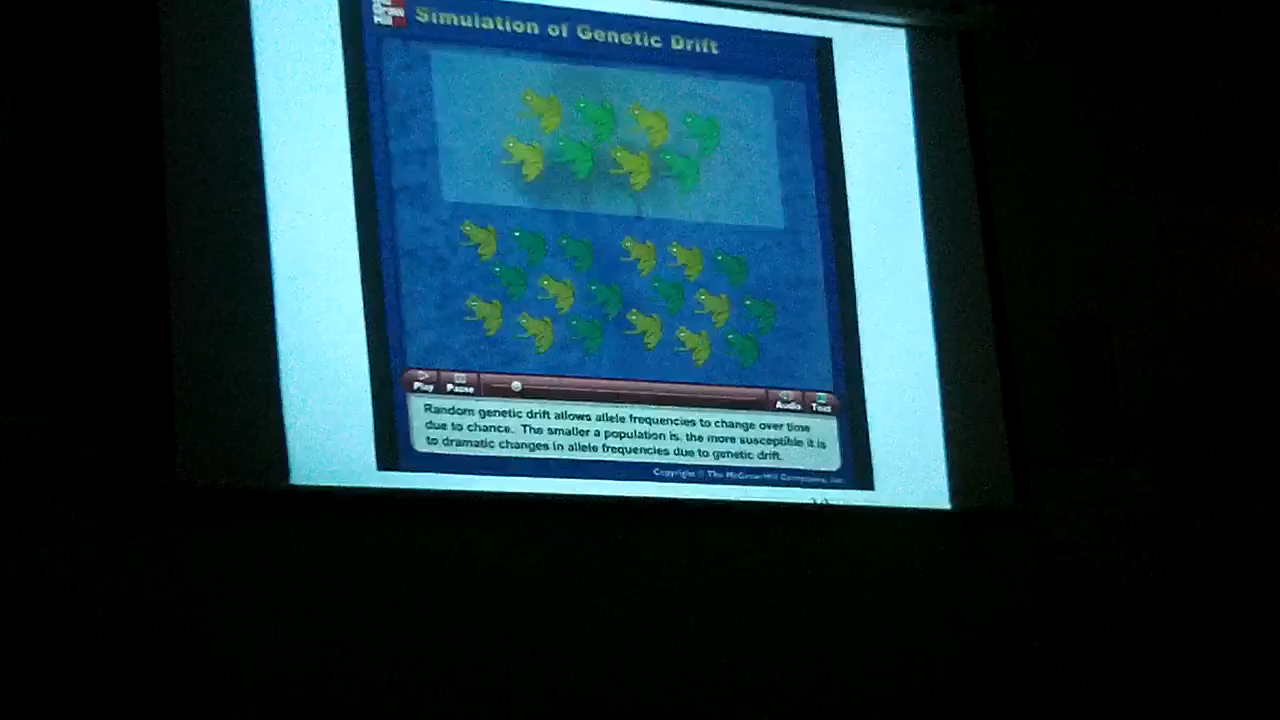 Simulation of Genetic Drift
Play Pause Audio Text
Random genetic drift allows allele frequencies to change over time
due to chance. The smaller a population is, the more susceptible it is
to dramatic changes in allele frequencies due to genetic drift.
Copyright © The McGraw-Hill Companies, Inc.